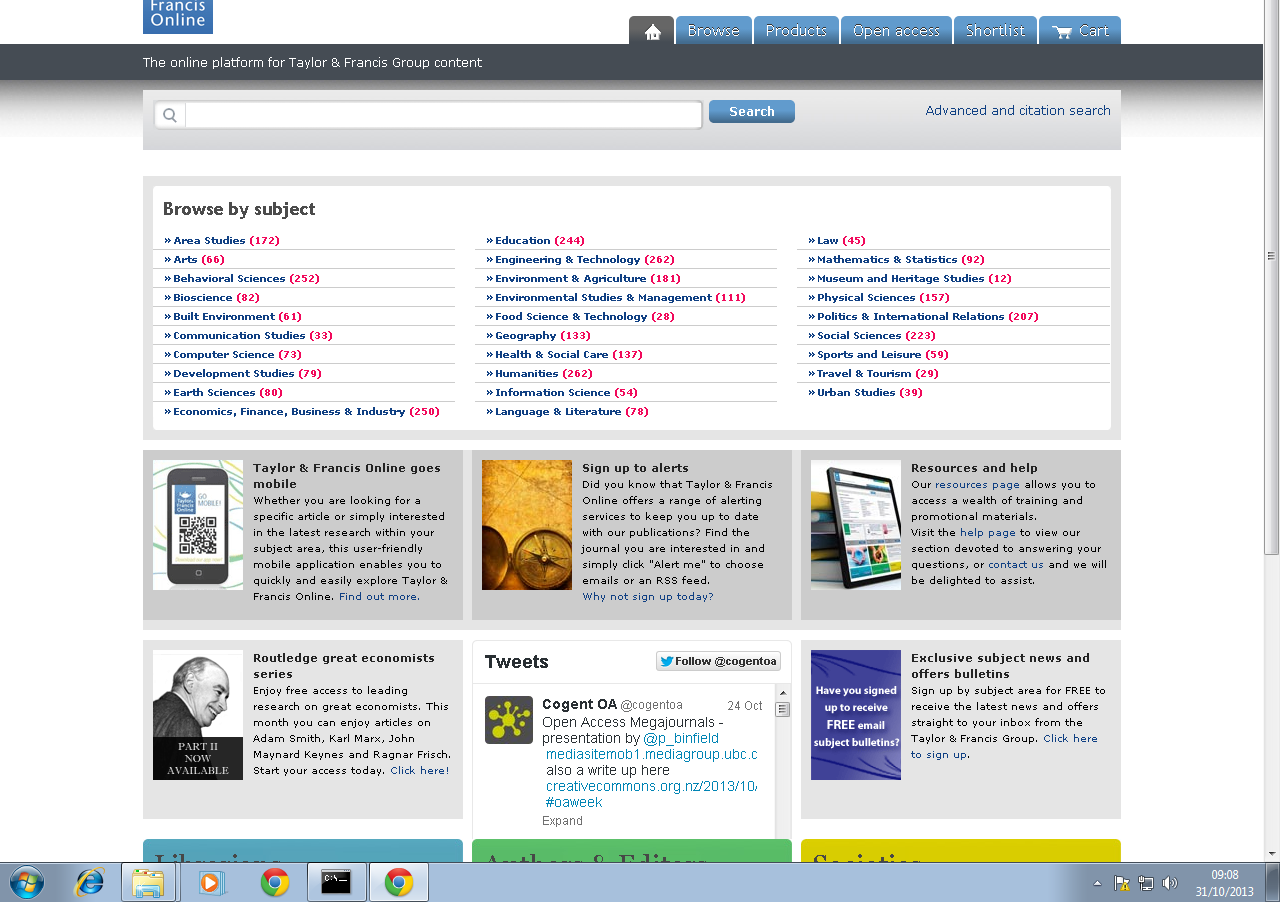 Francis
Online
Browse
Products
Open access
Shortlist
Cart
The online platform for Taylor & Francis Group content
Search
Advanced and citation search
Browse by subject
» Area Studies (172)
» Arts (66)
» Behavioral Sciences (252)
» Bioscience (82)
» Built Environment (61)
» Communication Studies (33)
» Computer Science (73)
» Development Studies (79)
» Earth Sciences (80)
» Economics, Finance, Business & Industry (250)
» Education (244)
» Engineering & Technology (262)
» Environment & Agriculture (181)
» Environmental Studies & Management (111)
» Food Science & Technology (28)
» Geography (133)
» Health & Social Care (137)
» Humanities (262)
» Information Science (54)
» Language & Literature (78)
» Law (45)
» Mathematics & Statistics (92)
» Museum and Heritage Studies (12)
» Physical Sciences (157)
» Politics & International Relations (207)
» Social Sciences (223)
» Sports and Leisure (59)
» Travel & Tourism (29)
» Urban Studies (39)
Taylor & Francis Online
GO MOBILE!
Taylor & Francis Online goes
mobile
Whether you are looking for a
specific article or simply interested
in the latest research within your
subject area, this user-friendly
mobile application enables you to
quickly and easily explore Taylor &
Francis Online. Find out more.
Sign up to alerts
Did you know that Taylor & Francis
Online offers a range of alerting
services to keep you up to date
with our publications? Find the
journal you are interested in and
simply click "Alert me" to choose
emails or an RSS feed.
Why not sign up today?
Resources and help
Our resources page allows you to
access a wealth of training and
promotional materials.
Visit the help page to view our
section devoted to answering your
questions, or contact us and we will
be delighted to assist.
PART II
NOW
AVAILABLE
Routledge great economists
series
Enjoy free access to leading
research on great economists. This
month you can enjoy articles on
Adam Smith, Karl Marx, John
Maynard Keynes and Ragnar Frisch.
Start your access today. Click here!
Tweets
Follow @cogentoa
Cogent OA @cogentoa 24 Oct
Open Access Megajournals -
presentation by @p_binfield
mediasitemob1.mediagroup.ubc.c
also a write up here
creativecommons.org.nz/2013/10/
#oaweek
Expand
Have you signed
up to receive
FREE email
subject bulletins?
Exclusive subject news and
offers bulletins
Sign up by subject area for FREE to
receive the latest news and offers
straight to your inbox from the
Taylor & Francis Group. Click here
to sign up.
Librarians
Authors & Editors
Societies
C:\_
09:08
31/10/2013